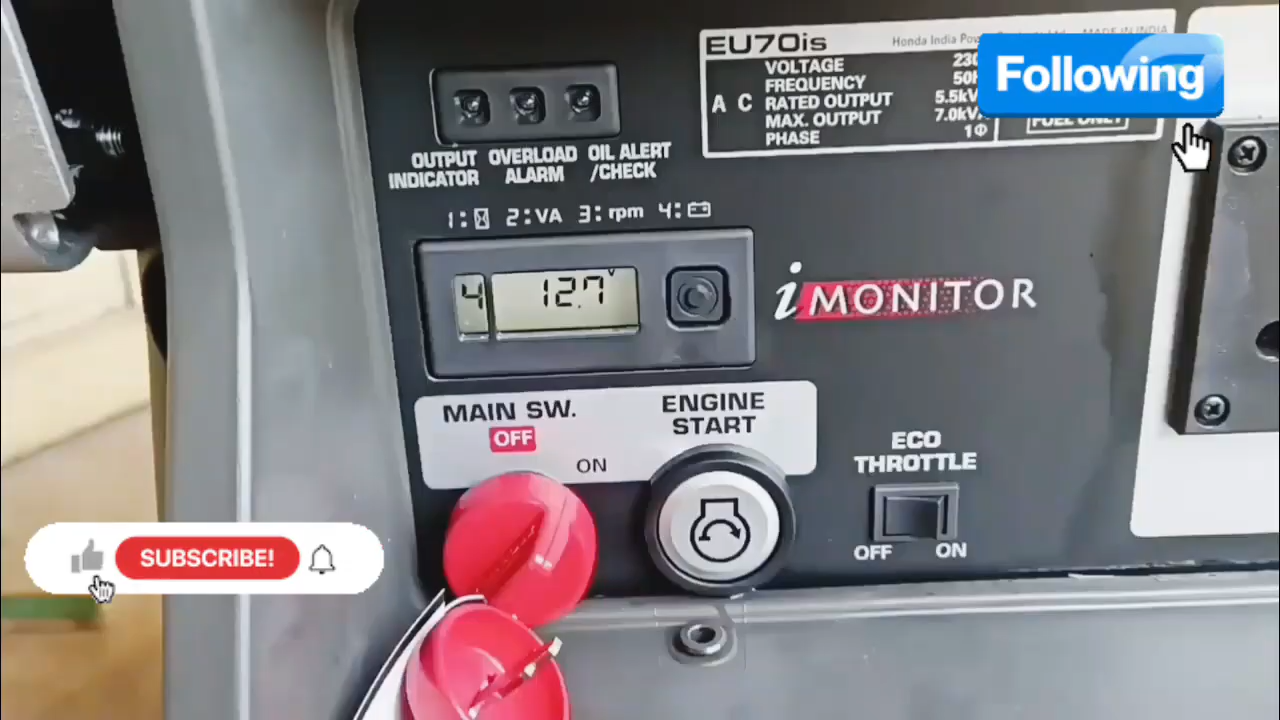 EU70is
Honda India Power
MADE IN INDIA
VOLTAGE 230
FREQUENCY 50H
A C RATED OUTPUT 5.5kV
MAX. OUTPUT 7.0kVA
PHASE 1Φ
FUEL ONLY
Following
OUTPUT INDICATOR
OVERLOAD ALARM
OIL ALERT /CHECK
1: 2:VA 3:rpm 4:
4 12.7 V
iMONITOR
MAIN SW.
OFF
ON
ENGINE
START
ECO
THROTTLE
OFF ON
SUBSCRIBE!